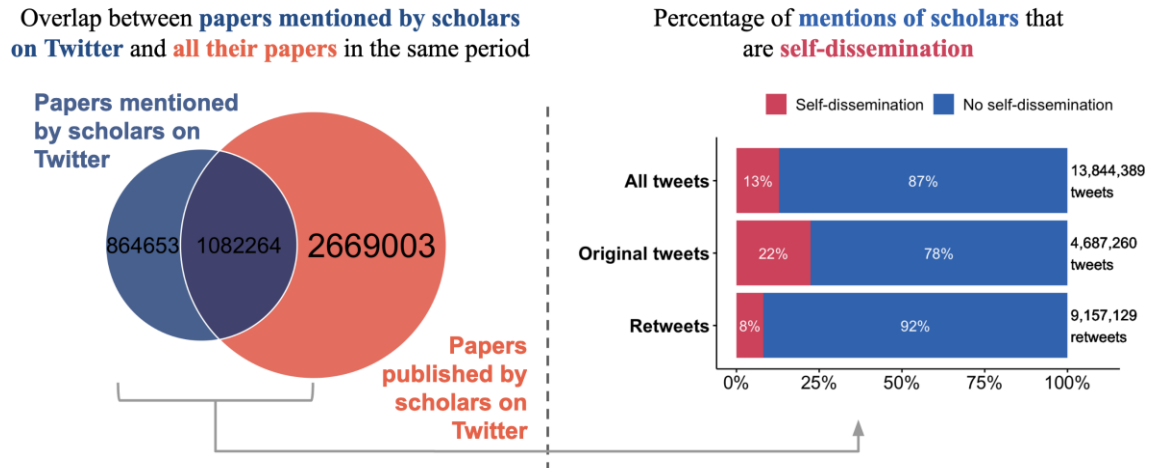 Overlap between papers mentioned by scholars
on Twitter and all their papers in the same period
Papers mentioned
by scholars on
Twitter
864653
1082264
2669003
Papers
published by
scholars on
Twitter
Percentage of mentions of scholars that
are self-dissemination
Self-dissemination
No self-dissemination
All tweets
13%
87%
13,844,389
tweets
Original tweets
22%
78%
4,687,260
tweets
Retweets
8%
92%
9,157,129
retweets
0%
25%
50%
75%
100%